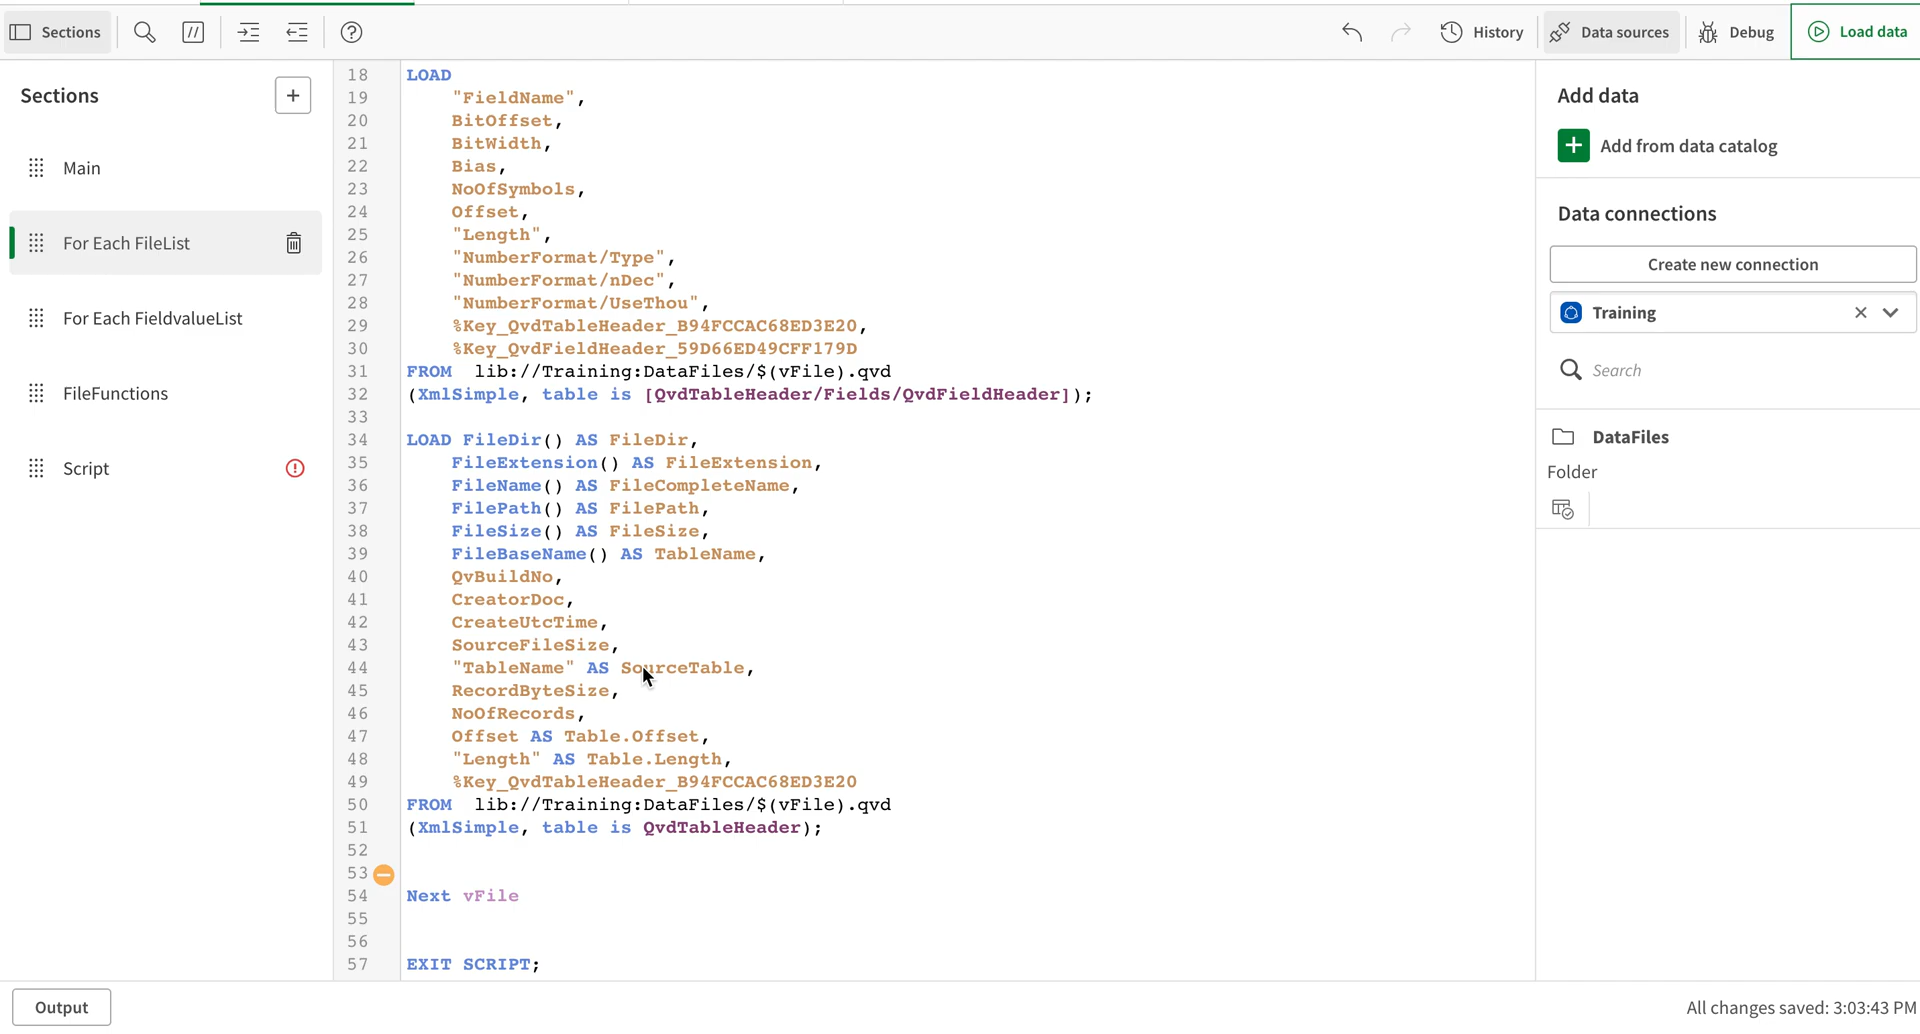 Sections
//
History
Data sources
Debug
Load data
Sections
Main
For Each FileList
For Each FieldvalueList
FileFunctions
Script
18 LOAD
19 "FieldName",
20 BitOffset,
21 BitWidth,
22 Bias,
23 NoOfSymbols,
24 Offset,
25 "Length",
26 "NumberFormat/Type",
27 "NumberFormat/nDec",
28 "NumberFormat/UseThou",
29 %Key_QvdTableHeader_B94FCCAC68ED3E20,
30 %Key_QvdFieldHeader_59D66ED49CFF179D
31 FROM  lib://Training:DataFiles/$(vFile).qvd
32 (XmlSimple, table is [QvdTableHeader/Fields/QvdFieldHeader]);
33
34 LOAD FileDir() AS FileDir,
35 FileExtension() AS FileExtension,
36 FileName() AS FileCompleteName,
37 FilePath() AS FilePath,
38 FileSize() AS FileSize,
39 FileBaseName() AS TableName,
40 QvBuildNo,
41 CreatorDoc,
42 CreateUtcTime,
43 SourceFileSize,
44 "TableName" AS SourceTable,
45 RecordByteSize,
46 NoOfRecords,
47 Offset AS Table.Offset,
48 "Length" AS Table.Length,
49 %Key_QvdTableHeader_B94FCCAC68ED3E20
50 FROM  lib://Training:DataFiles/$(vFile).qvd
51 (XmlSimple, table is QvdTableHeader);
52
53
54 Next vFile
55
56
57 EXIT SCRIPT;
Add data
Add from data catalog
Data connections
Create new connection
Training
Search
DataFiles
Folder
Output
All changes saved: 3:03:43 PM